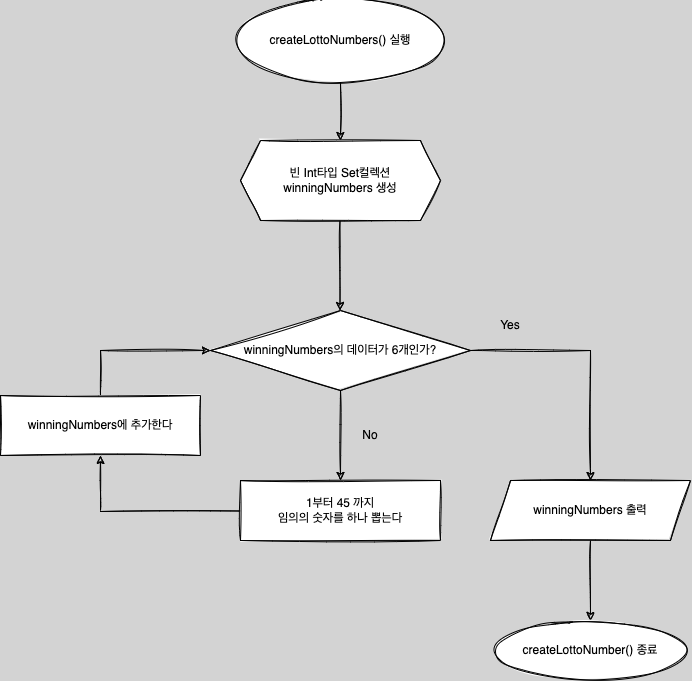 createLottoNumbers() 실행
빈 Int타입 Set컬렉션
winningNumbers 생성
Yes
winningNumbers의 데이터가 6개인가?
winningNumbers에 추가한다
No
1부터 45 까지
임의의 숫자를 하나 뽑는다
winningNumbers 출력
createLottoNumber() 종료